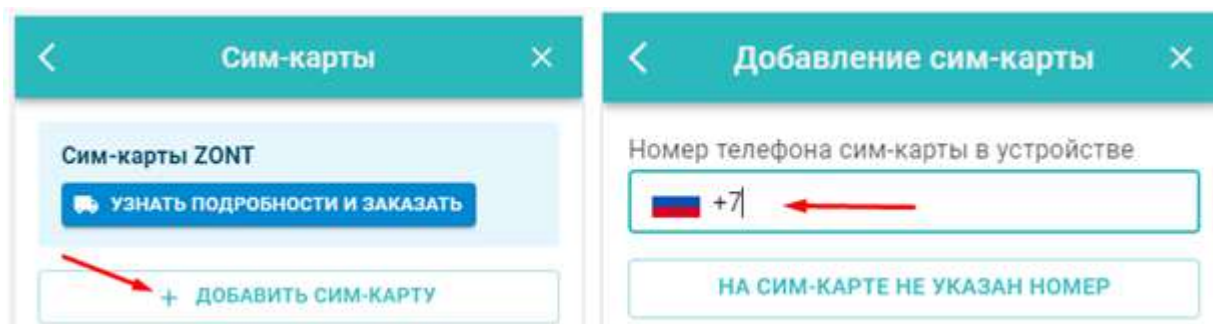 Сим-карты
Сим-карты ZONT
УЗНАТЬ ПОДРОБНОСТИ И ЗАКАЗАТЬ
+ ДОБАВИТЬ СИМ-КАРТУ
Добавление сим-карты
Номер телефона сим-карты в устройстве
+7
НА СИМ-КАРТЕ НЕ УКАЗАН НОМЕР